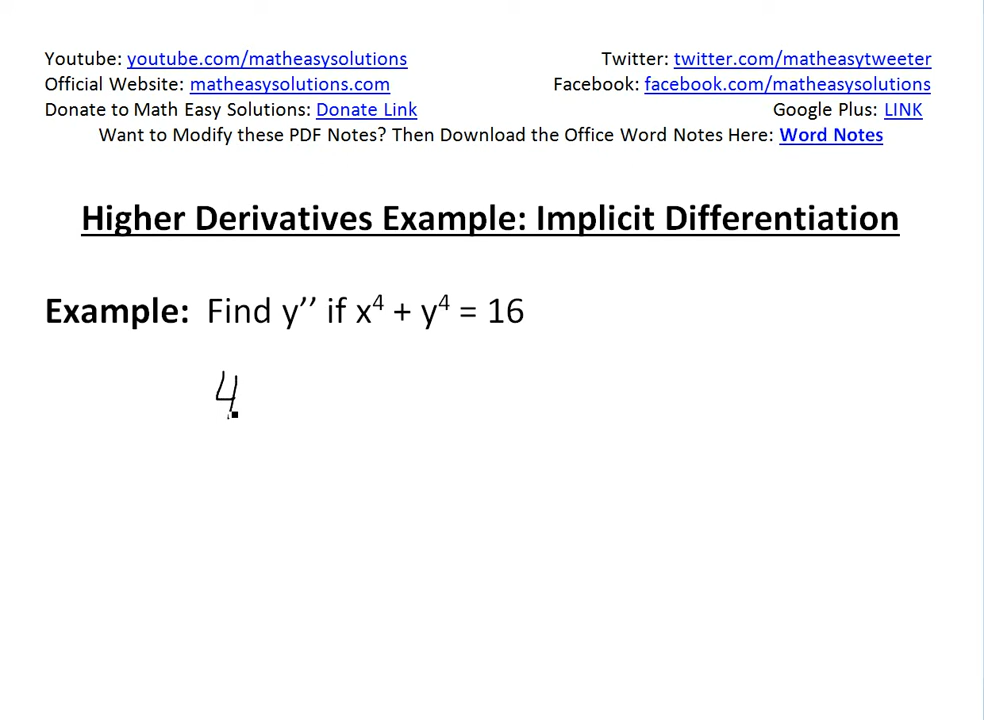 Youtube: youtube.com/matheasysolutions Twitter: twitter.com/matheasytweeter
Official Website: matheasysolutions.com Facebook: facebook.com/matheasysolutions
Donate to Math Easy Solutions: Donate Link Google Plus: LINK
Want to Modify these PDF Notes? Then Download the Office Word Notes Here: Word Notes
Higher Derivatives Example: Implicit Differentiation
Example: Find y’’ if x⁴ + y⁴ = 16
4